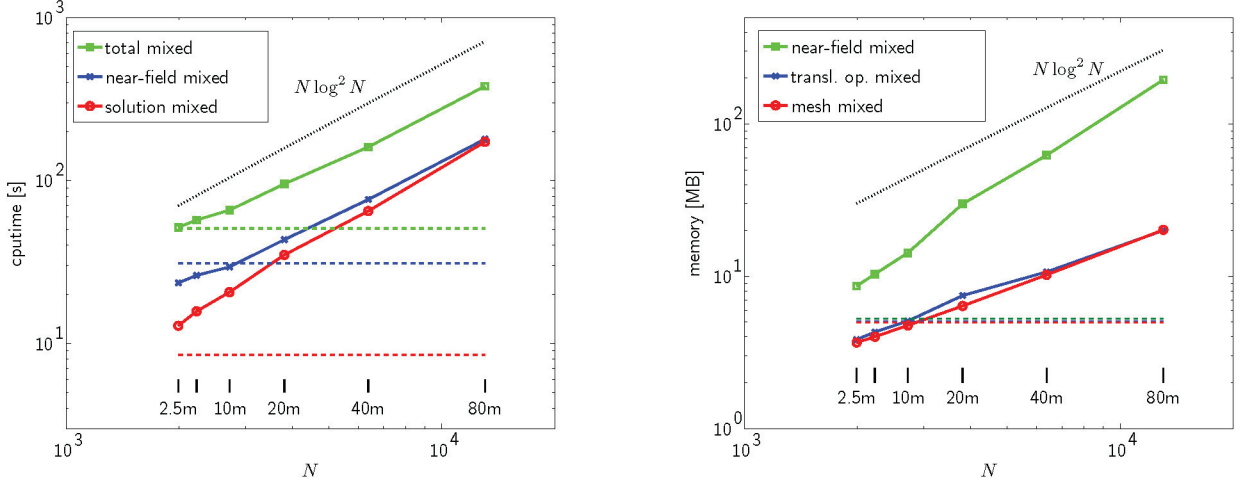 10^3
total mixed
near-field mixed
solution mixed
N log^2 N
10^2
cputime [s]
10^1
2.5m 10m 20m 40m 80m
10^3 10^4
N
near-field mixed
transl. op. mixed
mesh mixed
N log^2 N
10^2
memory [MB]
10^1
2.5m 10m 20m 40m 80m
10^0
10^3 10^4
N